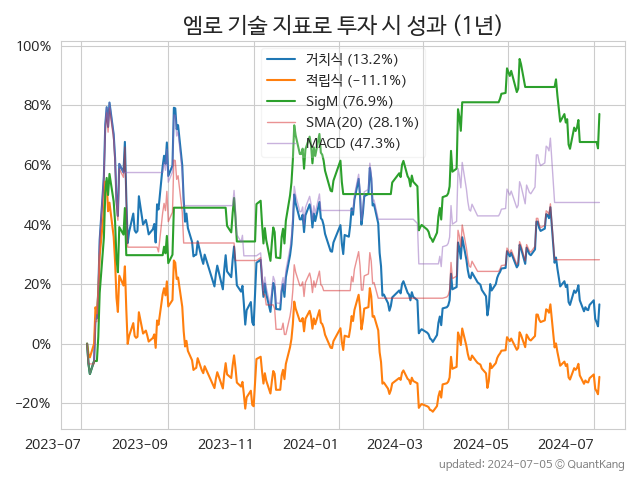 엠로 기술 지표로 투자 시 성과 (1년)
100%
80%
60%
40%
20%
0%
−20%
거치식 (13.2%)
적립식 (−11.1%)
SigM (76.9%)
SMA(20) (28.1%)
MACD (47.3%)
2023−07
2023−09
2023−11
2024−01
2024−03
2024−05
2024−07
updated: 2024-07-05 © QuantKang